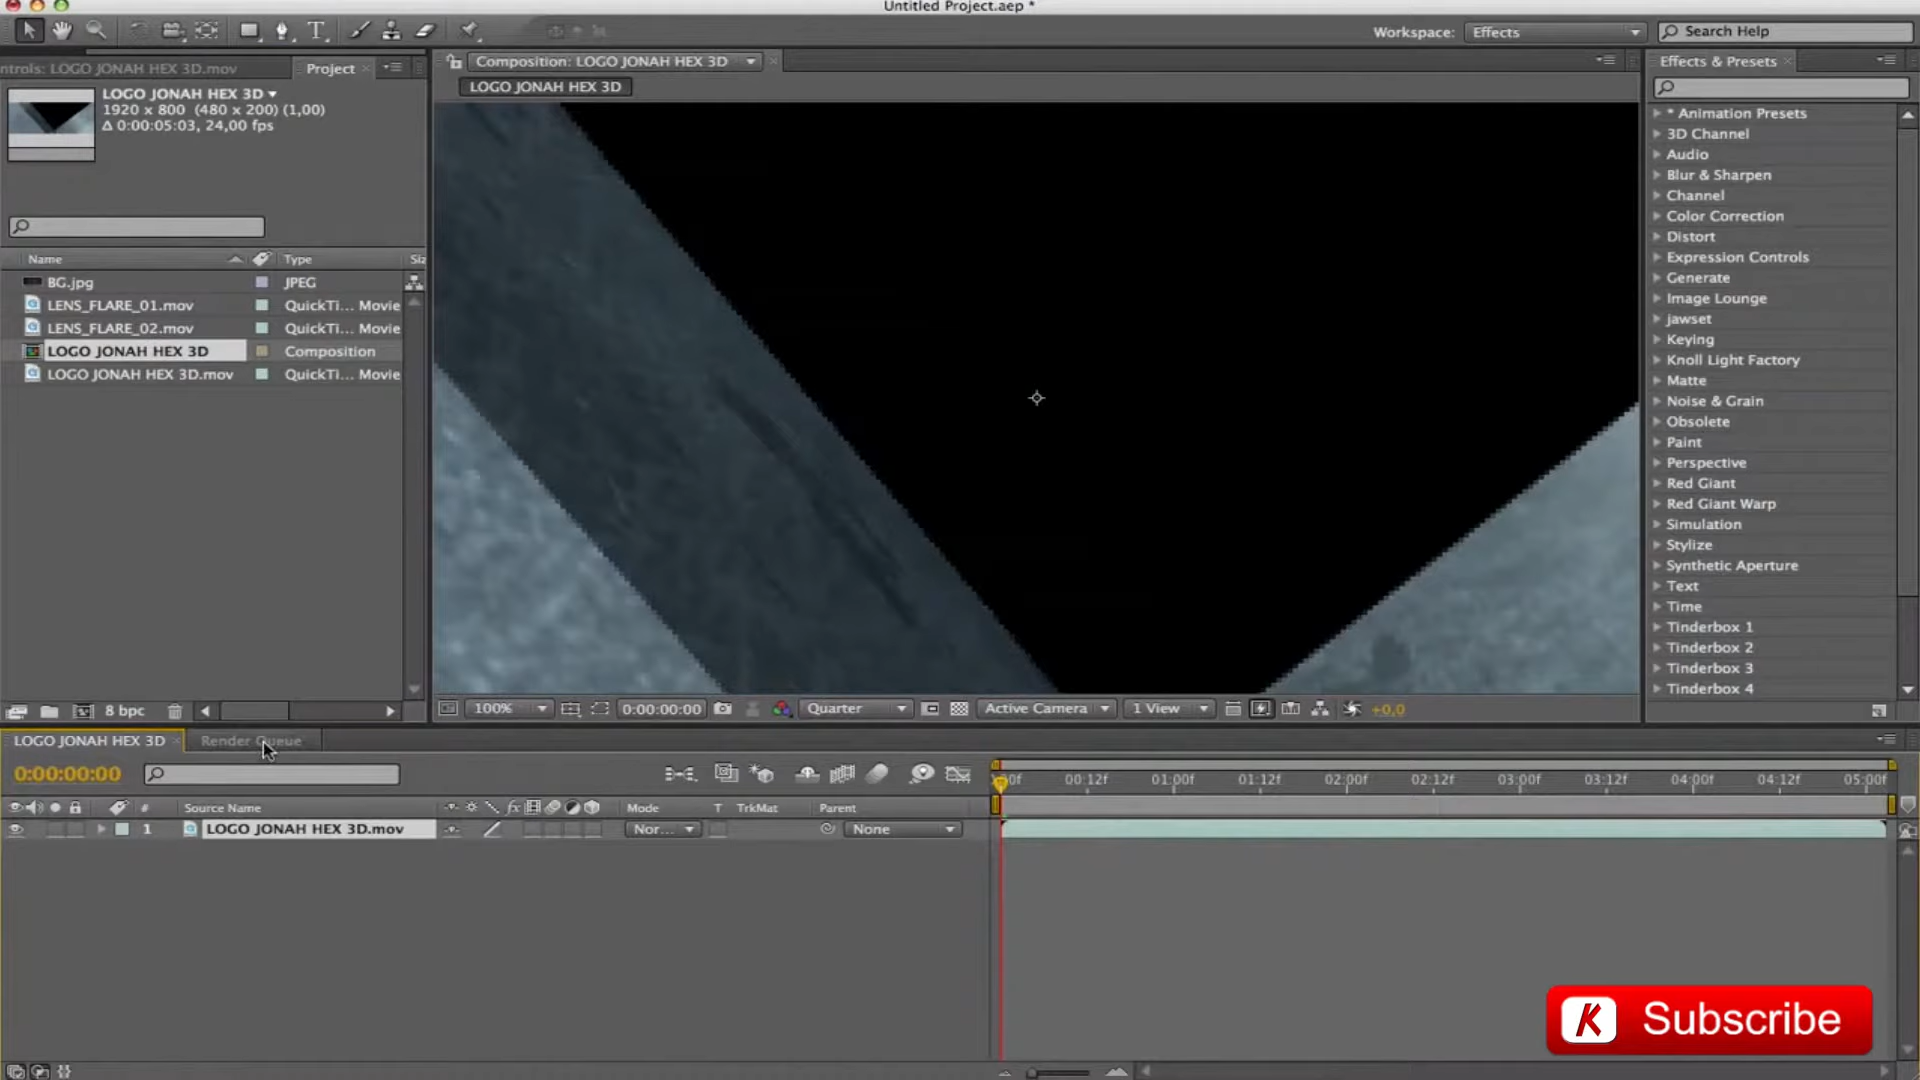 Untitled Project.aep *
Workspace: Effects
Search Help
ntrols: LOGO JONAH HEX 3D.mov
Project
Composition: LOGO JONAH HEX 3D
Effects & Presets
LOGO JONAH HEX 3D
LOGO JONAH HEX 3D
1920 x 800 (480 x 200) (1,00)
Δ 0:00:05:03, 24,00 fps
Name Type Siz
BG.jpg JPEG
LENS_FLARE_01.mov QuickTi... Movie
LENS_FLARE_02.mov QuickTi... Movie
LOGO JONAH HEX 3D Composition
LOGO JONAH HEX 3D.mov QuickTi... Movie
* Animation Presets
3D Channel
Audio
Blur & Sharpen
Channel
Color Correction
Distort
Expression Controls
Generate
Image Lounge
jawset
Keying
Knoll Light Factory
Matte
Noise & Grain
Obsolete
Paint
Perspective
Red Giant
Red Giant Warp
Simulation
Stylize
Synthetic Aperture
Text
Time
Tinderbox 1
Tinderbox 2
Tinderbox 3
Tinderbox 4
8 bpc
100% 0:00:00:00 Quarter Active Camera 1 View +0,0
LOGO JONAH HEX 3D Render Queue
0:00:00:00
00:12f 01:00f 01:12f 02:00f 02:12f 03:00f 03:12f 04:00f 04:12f 05:00f
# Source Name Mode T TrkMat Parent
1 LOGO JONAH HEX 3D.mov Nor... None
K Subscribe